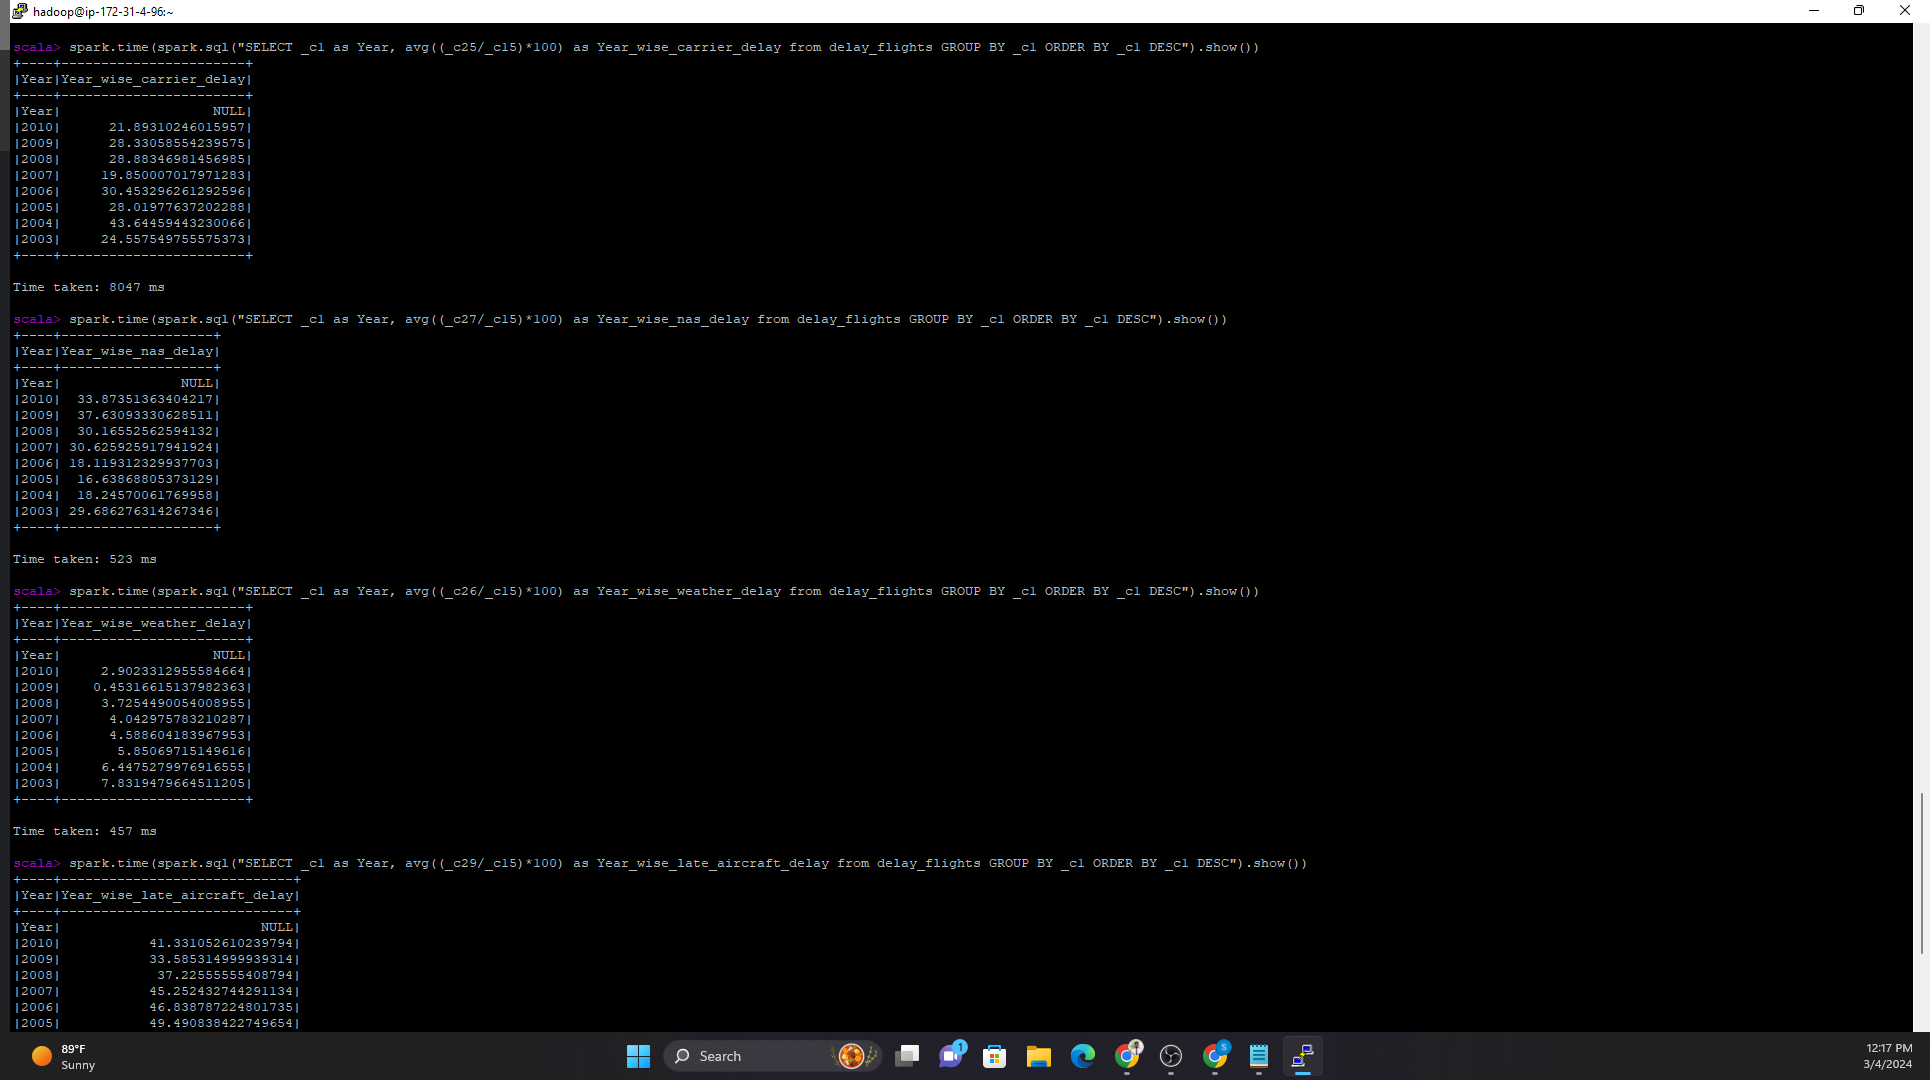 hadoop@ip-172-31-4-96:~
scala> spark.time(spark.sql("SELECT _c1 as Year, avg((_c25/_c15)*100) as Year_wise_carrier_delay from delay_flights GROUP BY _c1 ORDER BY _c1 DESC").show())
+----+-----------------------+
|Year|Year_wise_carrier_delay|
+----+-----------------------+
|Year|                   NULL|
|2010|      21.89310246015957|
|2009|      28.33058554239575|
|2008|      28.88346981456985|
|2007|     19.850007017971283|
|2006|     30.453296261292596|
|2005|      28.01977637202288|
|2004|      43.64459443230066|
|2003|     24.557549755575373|
+----+-----------------------+
Time taken: 8047 ms
scala> spark.time(spark.sql("SELECT _c1 as Year, avg((_c27/_c15)*100) as Year_wise_nas_delay from delay_flights GROUP BY _c1 ORDER BY _c1 DESC").show())
+----+-------------------+
|Year|Year_wise_nas_delay|
+----+-------------------+
|Year|               NULL|
|2010|  33.87351363404217|
|2009|  37.63093330628511|
|2008|  30.16552562594132|
|2007| 30.625925917941924|
|2006| 18.119312329937703|
|2005|  16.63868805373129|
|2004|  18.24570061769958|
|2003| 29.686276314267346|
+----+-------------------+
Time taken: 523 ms
scala> spark.time(spark.sql("SELECT _c1 as Year, avg((_c26/_c15)*100) as Year_wise_weather_delay from delay_flights GROUP BY _c1 ORDER BY _c1 DESC").show())
+----+-----------------------+
|Year|Year_wise_weather_delay|
+----+-----------------------+
|Year|                   NULL|
|2010|     2.9023312955584664|
|2009|    0.45316615137982363|
|2008|     3.7254490054008955|
|2007|      4.042975783210287|
|2006|      4.588604183967953|
|2005|       5.85069715149616|
|2004|     6.4475279976916555|
|2003|     7.8319479664511205|
+----+-----------------------+
Time taken: 457 ms
scala> spark.time(spark.sql("SELECT _c1 as Year, avg((_c29/_c15)*100) as Year_wise_late_aircraft_delay from delay_flights GROUP BY _c1 ORDER BY _c1 DESC").show())
+----+-----------------------------+
|Year|Year_wise_late_aircraft_delay|
+----+-----------------------------+
|Year|                         NULL|
|2010|           41.331052610239794|
|2009|           33.585314999939314|
|2008|            37.22555555408794|
|2007|           45.252432744291134|
|2006|           46.838787224801735|
|2005|           49.490838422749654|
89°F
Sunny
Search
1
S
12:17 PM
3/4/2024